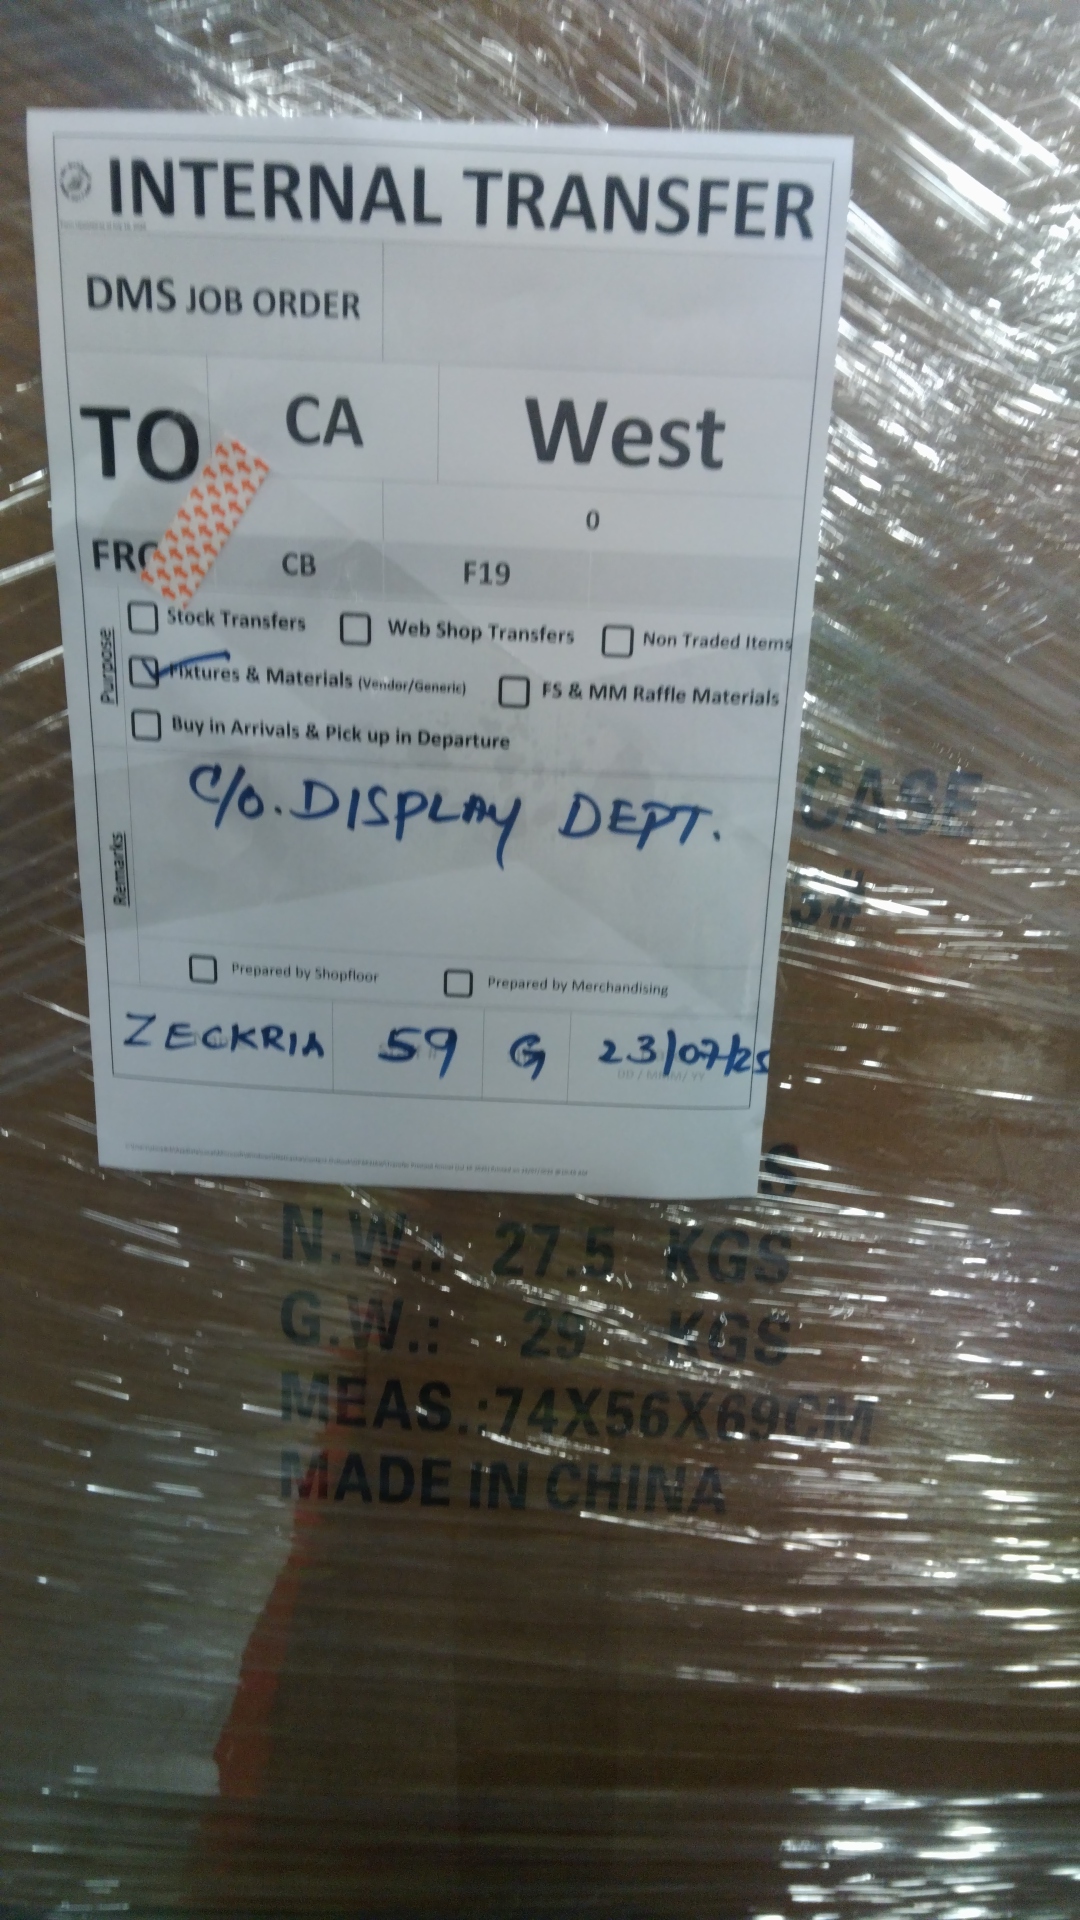 INTERNAL TRANSFER
DMS JOB ORDER
TO CA West
0
FRO CB F19
Purpose:
Stock Transfers Web Shop Transfers Non Traded Items
Fixtures & Materials (Vendor/Generic) FS & MM Raffle Materials
Buy in Arrivals & Pick up in Departure
Remarks
C/O. DISPLAY DEPT.
Prepared by Shopfloor Prepared by Merchandising
ZECKRIA 59 G 23/07/25
CASE
3#
S
N.W.: 27.5 KGS
G.W.: 29 KGS
MEAS.:74X56X69CM
MADE IN CHINA